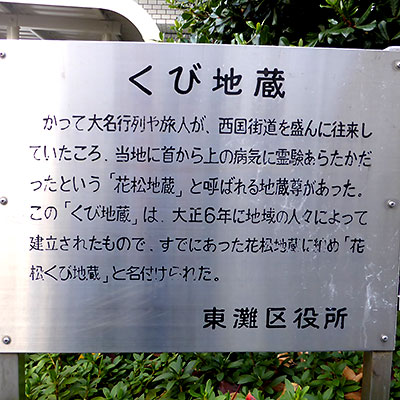 くび地蔵
かつて大名行列や旅人が、西国街道を盛んに往来し
ていたころ、当地に首から上の病気に霊験あらたかだ
ったという「花松地蔵」と呼ばれる地蔵尊があった。
この「くび地蔵」は、大正6年に地域の人々によって
建立されたもので、すでにあった花松地蔵に め「花
松くび地蔵」と名付けられた。
東灘区役所